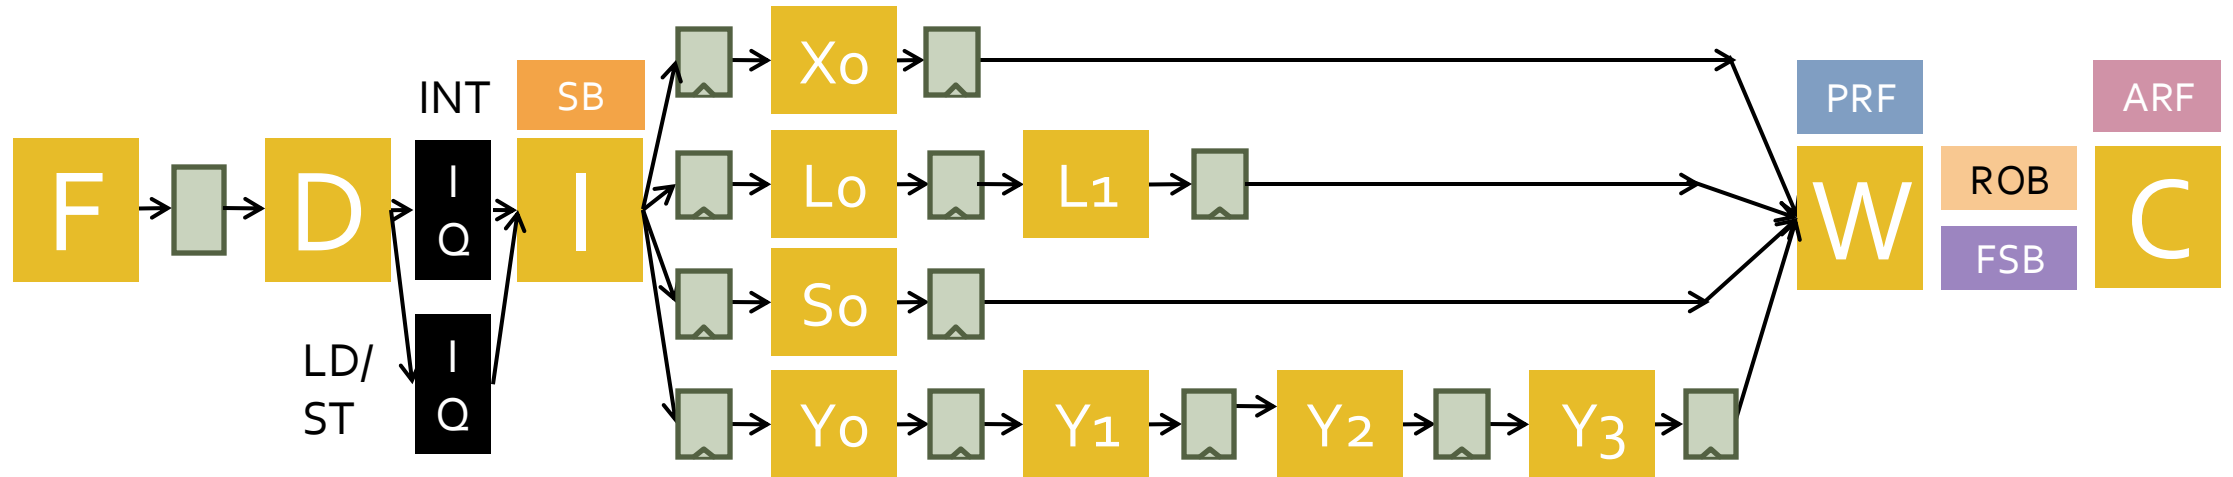 F
D
INT
I
Q
LD/
ST
I
Q
SB
I
X0
L0
L1
S0
Y0
Y1
Y2
Y3
PRF
W
ROB
FSB
ARF
C